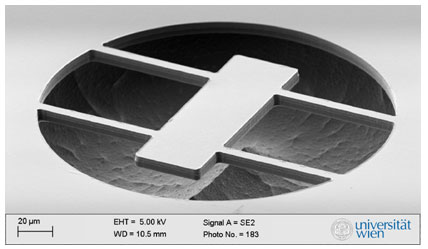 20 µm
EHT = 5.00 kV
Signal A = SE2
WD = 10.5 mm
Photo No. = 183
universität
wien